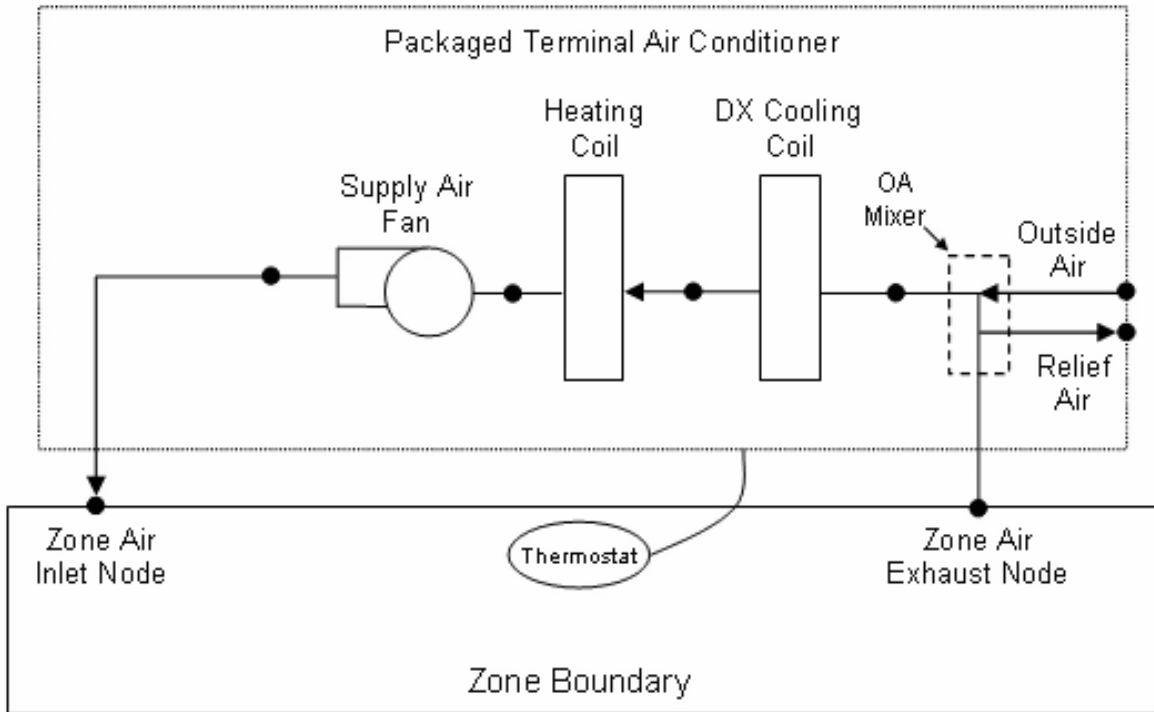 Packaged Terminal Air Conditioner
Heating
Coil
DX Cooling
Coil
Supply Air
Fan
OA
Mixer
Outside
Air
Relief
Air
Zone Air
Inlet Node
Thermostat
Zone Air
Exhaust Node
Zone Boundary